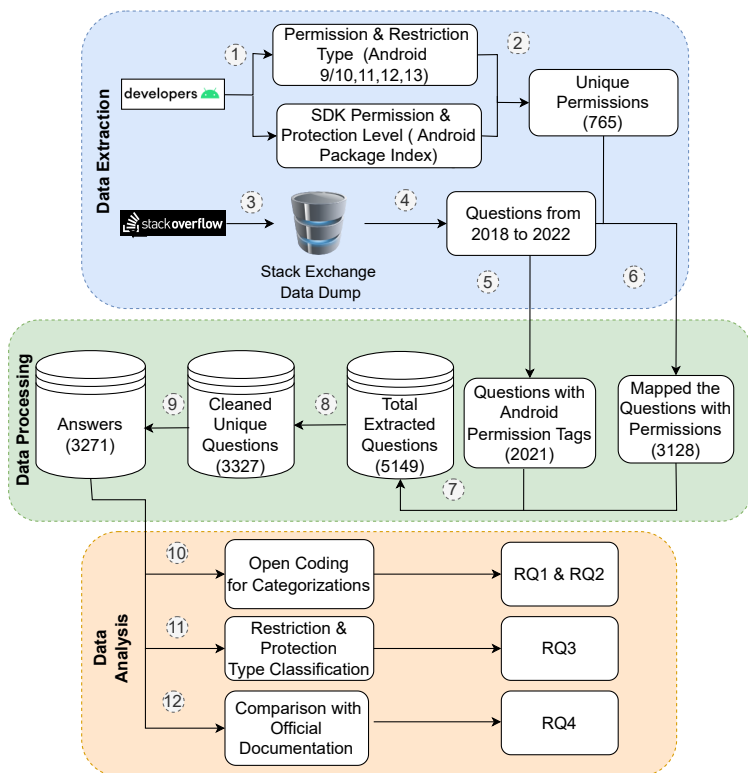 Data Extraction
1
Permission & Restriction
Type (Android
9/10,11,12,13)
2
developers
SDK Permission &
Protection Level ( Android
Package Index)
Unique
Permissions
(765)
stackoverflow
3
Stack Exchange
Data Dump
4
Questions from
2018 to 2022
5
6
Data Processing
Answers
(3271)
9
Cleaned
Unique
Questions
(3327)
8
Total
Extracted
Questions
(5149)
Questions with
Android
Permission Tags
(2021)
Mapped the
Questions with
Permissions
(3128)
7
Data
Analysis
10
Open Coding
for Categorizations
RQ1 & RQ2
11
Restriction &
Protection
Type Classification
RQ3
12
Comparison with
Official
Documentation
RQ4